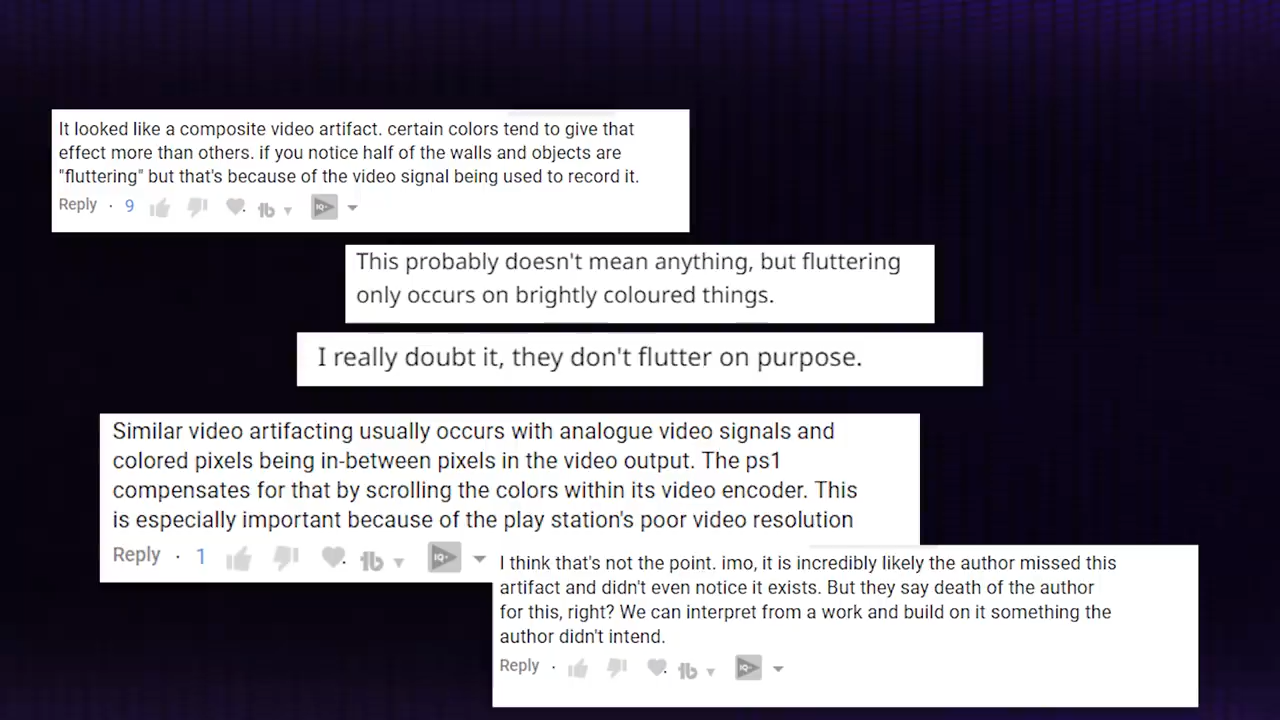 It looked like a composite video artifact. certain colors tend to give that
effect more than others. if you notice half of the walls and objects are
"fluttering" but that's because of the video signal being used to record it.
Reply · 9 tb IQ+
This probably doesn't mean anything, but fluttering
only occurs on brightly coloured things.
I really doubt it, they don't flutter on purpose.
Similar video artifacting usually occurs with analogue video signals and
colored pixels being in-between pixels in the video output. The ps1
compensates for that by scrolling the colors within its video encoder. This
is especially important because of the play station's poor video resolution
Reply · 1 tb IQ+
I think that's not the point. imo, it is incredibly likely the author missed this
artifact and didn't even notice it exists. But they say death of the author
for this, right? We can interpret from a work and build on it something the
author didn't intend.
Reply · tb IQ+